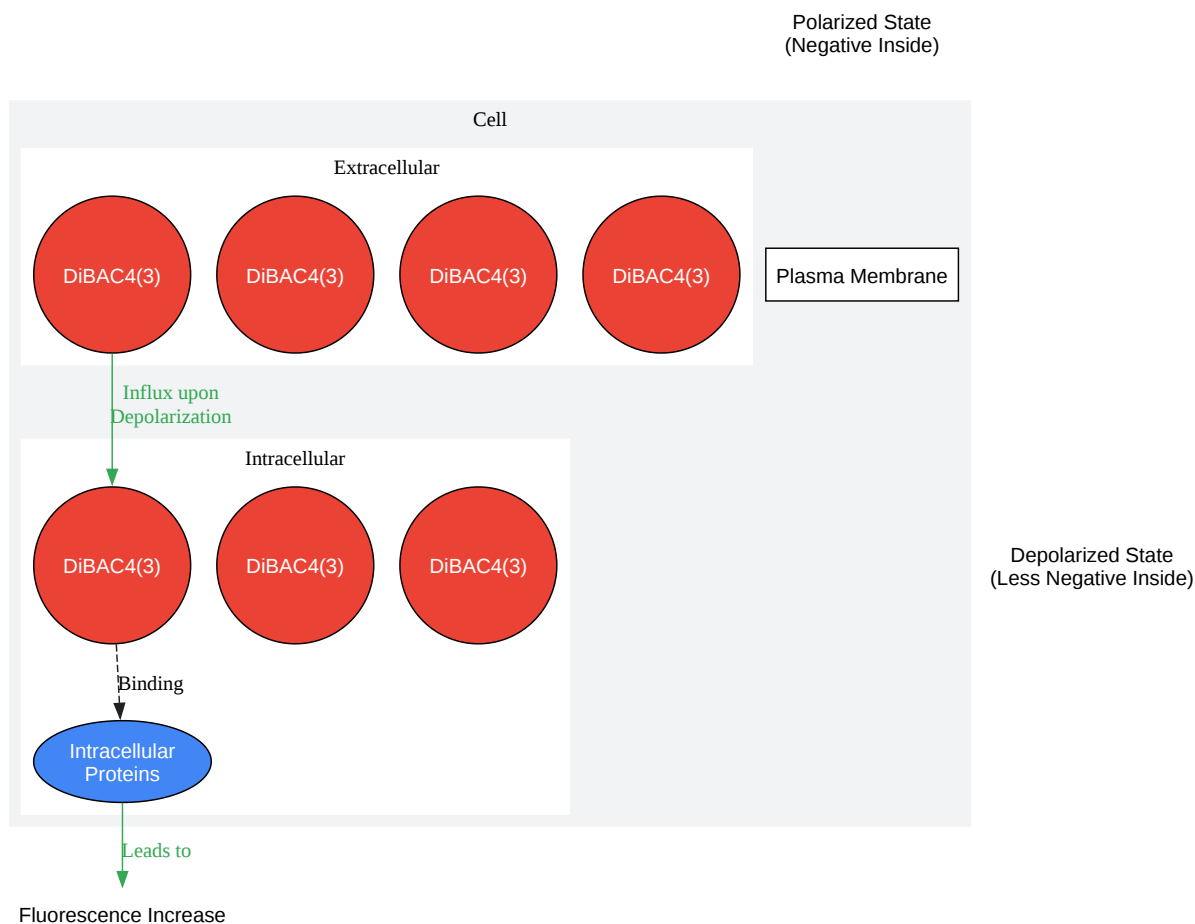 Polarized State
(Negative Inside)
Cell
Extracellular
DiBAC4(3)
DiBAC4(3)
DiBAC4(3)
DiBAC4(3)
Plasma Membrane
Influx upon
Depolarization
Intracellular
DiBAC4(3)
DiBAC4(3)
DiBAC4(3)
Depolarized State
(Less Negative Inside)
Binding
Intracellular
Proteins
Leads to
Fluorescence Increase